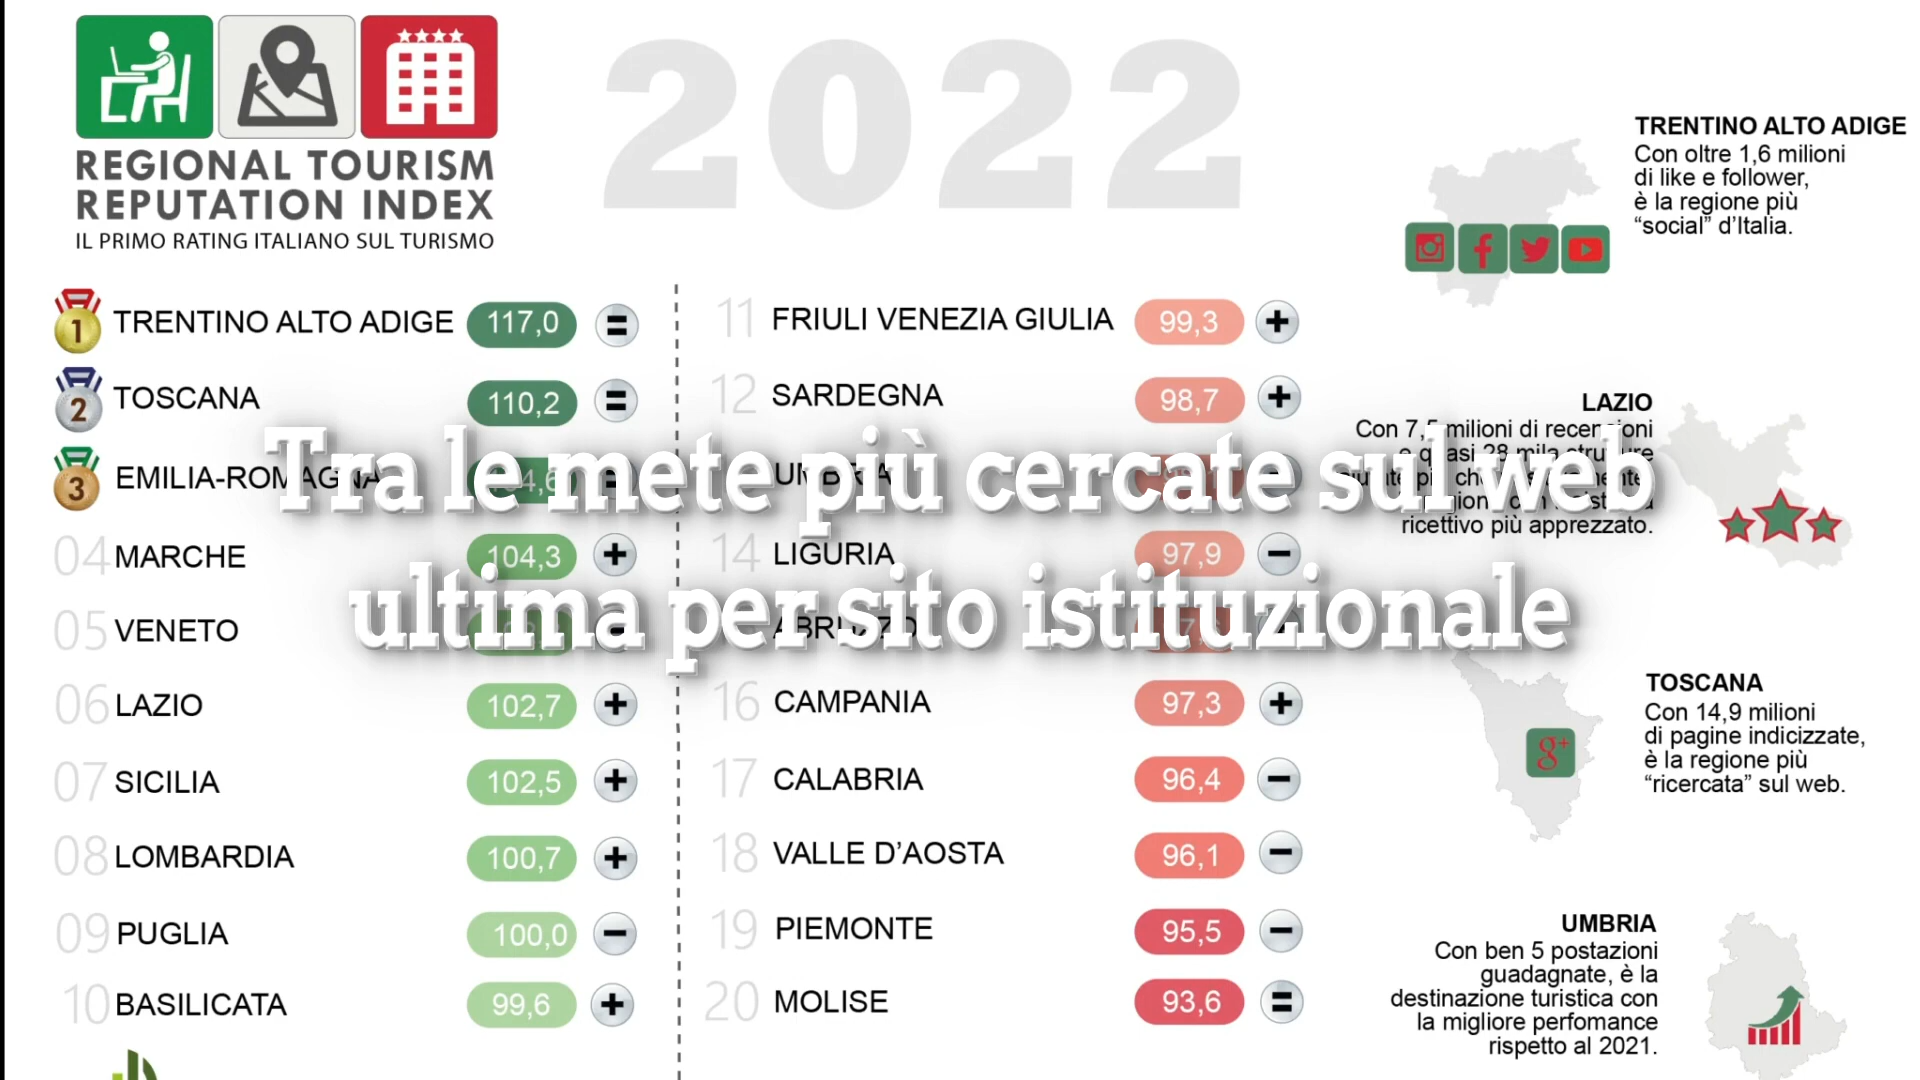 REGIONAL TOURISM
REPUTATION INDEX
IL PRIMO RATING ITALIANO SUL TURISMO
2022
1 TRENTINO ALTO ADIGE 117,0 =
2 TOSCANA 110,2 =
3 EMILIA-ROMAGNA
04 MARCHE 104,3 +
05 VENETO
06 LAZIO 102,7 +
07 SICILIA 102,5 +
08 LOMBARDIA 100,7 +
09 PUGLIA 100,0 −
10 BASILICATA 99,6 +
11 FRIULI VENEZIA GIULIA 99,3 +
12 SARDEGNA 98,7 +
UMBRIA
14 LIGURIA 97,9 −
ABRUZZO
16 CAMPANIA 97,3 +
17 CALABRIA 96,4 −
18 VALLE D’AOSTA 96,1 −
19 PIEMONTE 95,5 −
20 MOLISE 93,6 =
Tra le mete più cercate sul web
ultima per sito istituzionale
TRENTINO ALTO ADIGE
Con oltre 1,6 milioni
di like e follower,
è la regione più
“social” d’Italia.
LAZIO
Con 7,5 milioni di recensioni
e quasi 28 mila strutture
ricettivo più apprezzato.
TOSCANA
Con 14,9 milioni
di pagine indicizzate,
è la regione più
“ricercata” sul web.
g+
UMBRIA
Con ben 5 postazioni
guadagnate, è la
destinazione turistica con
la migliore perfomance
rispetto al 2021.